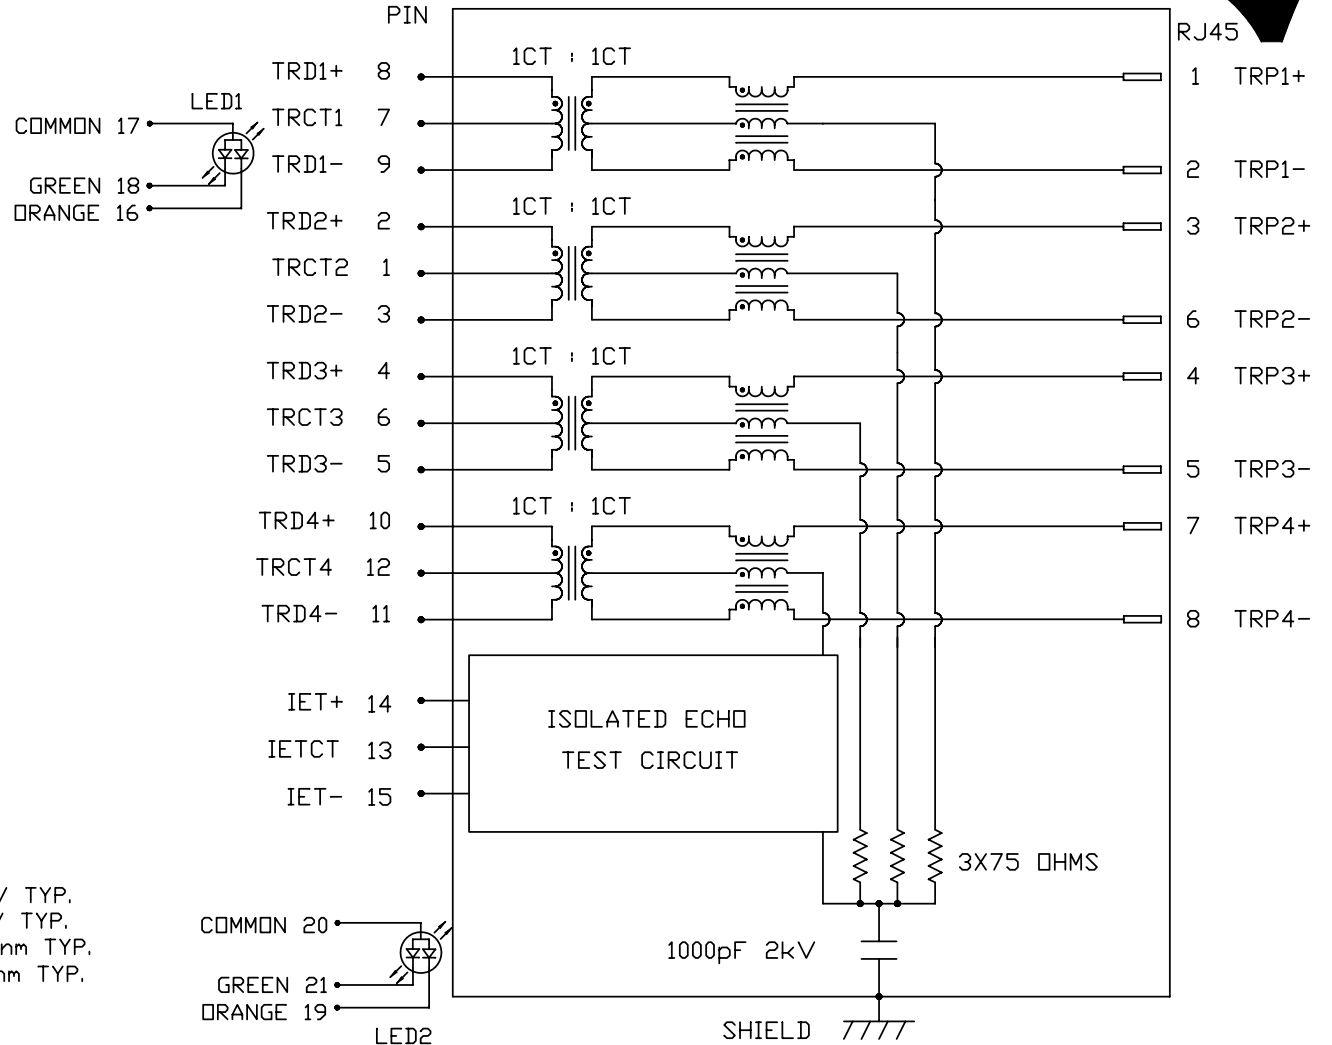 PIN
RJ45
1CT : 1CT
TRD1+ 8
1 TRP1+
LED1
TRCT1 7
COMMON 17
TRD1- 9
2 TRP1-
GREEN 18
ORANGE 16
1CT : 1CT
TRD2+ 2
3 TRP2+
TRCT2 1
TRD2- 3
6 TRP2-
1CT : 1CT
TRD3+ 4
4 TRP3+
TRCT3 6
TRD3- 5
5 TRP3-
1CT : 1CT
TRD4+ 10
7 TRP4+
TRCT4 12
TRD4- 11
8 TRP4-
IET+ 14
ISOLATED ECHO
TEST CIRCUIT
IETCT 13
IET- 15
3X75 OHMS
TYP.
TYP.
nm TYP.
TYP.
COMMON 20
1000pF 2kV
GREEN 21
ORANGE 19
LED2
SHIELD